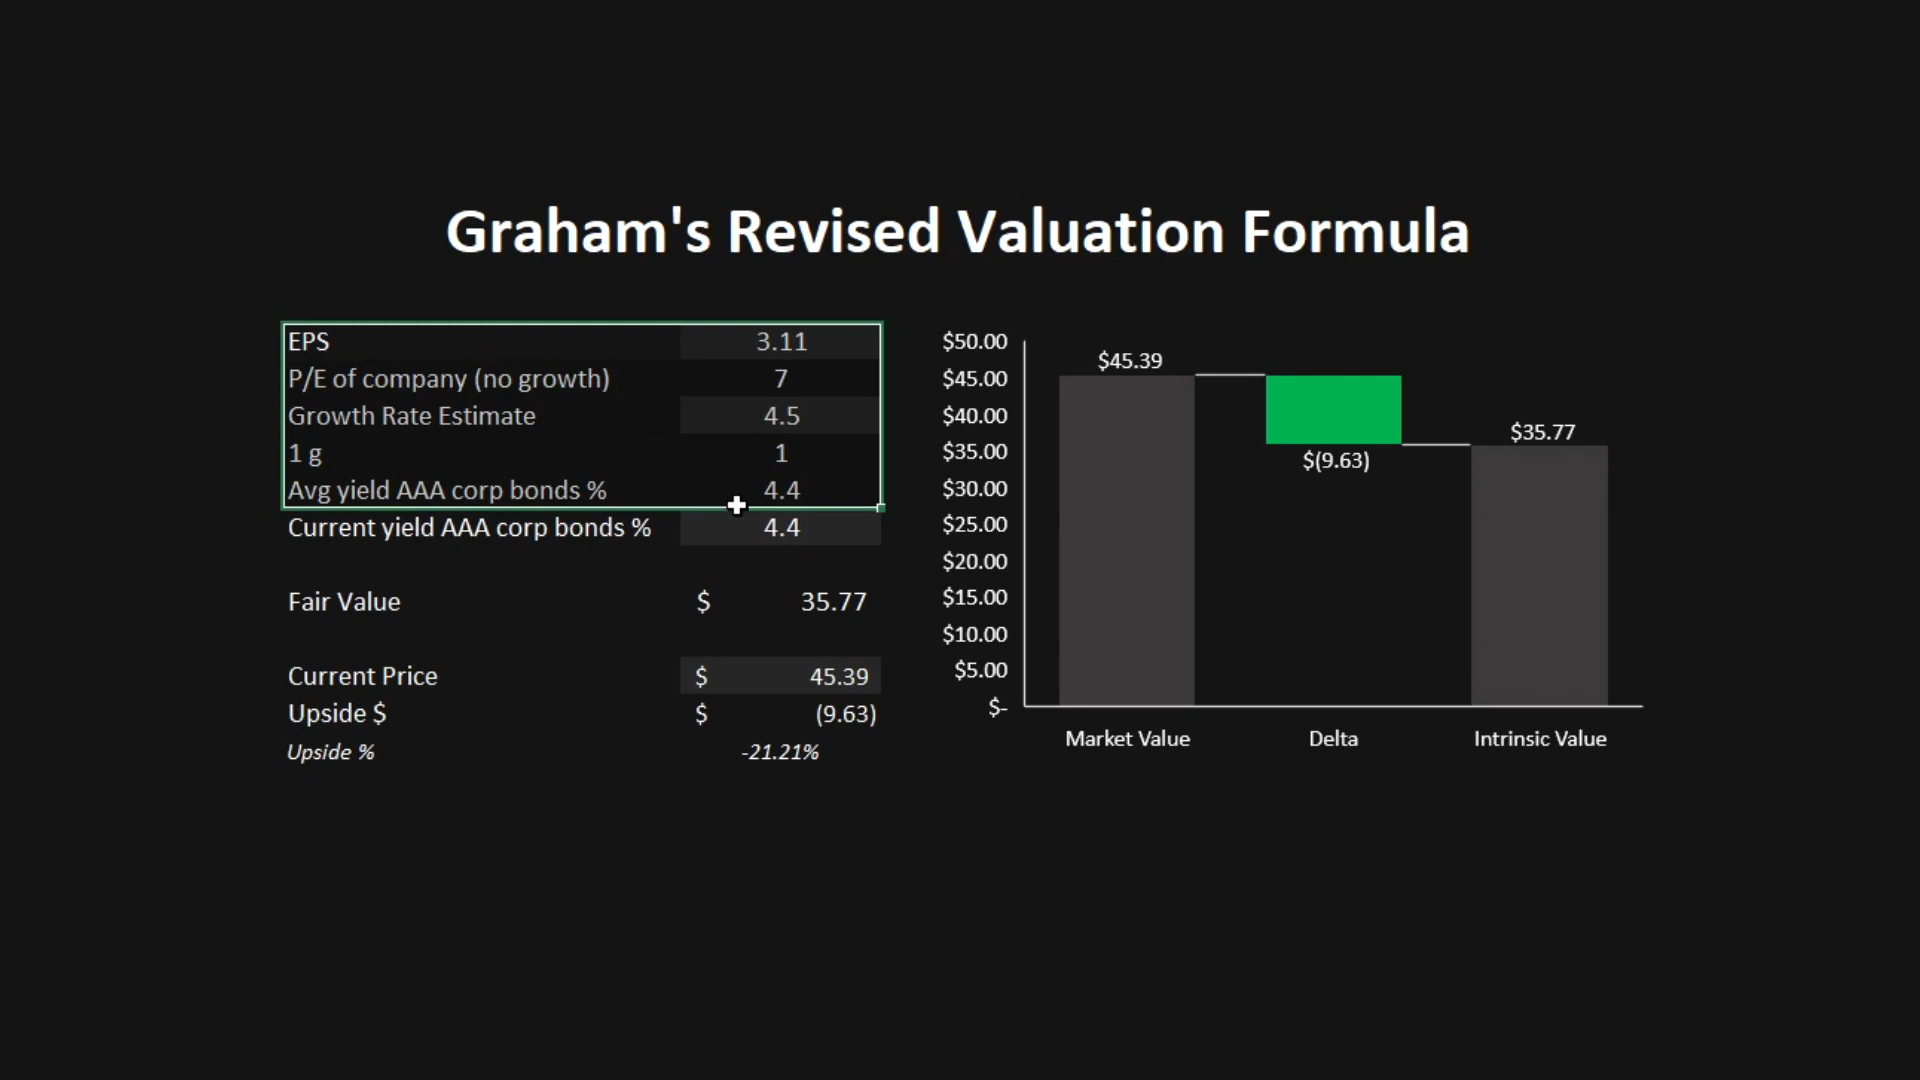 Graham's Revised Valuation Formula
EPS 3.11
P/E of company (no growth) 7
Growth Rate Estimate 4.5
1 g 1
Avg yield AAA corp bonds % 4.4
Current yield AAA corp bonds % 4.4
Fair Value $ 35.77
Current Price $ 45.39
Upside $ $ (9.63)
Upside % -21.21%
$50.00
$45.00
$40.00
$35.00
$30.00
$25.00
$20.00
$15.00
$10.00
$5.00
$-
$45.39
$(9.63)
$35.77
Market Value Delta Intrinsic Value